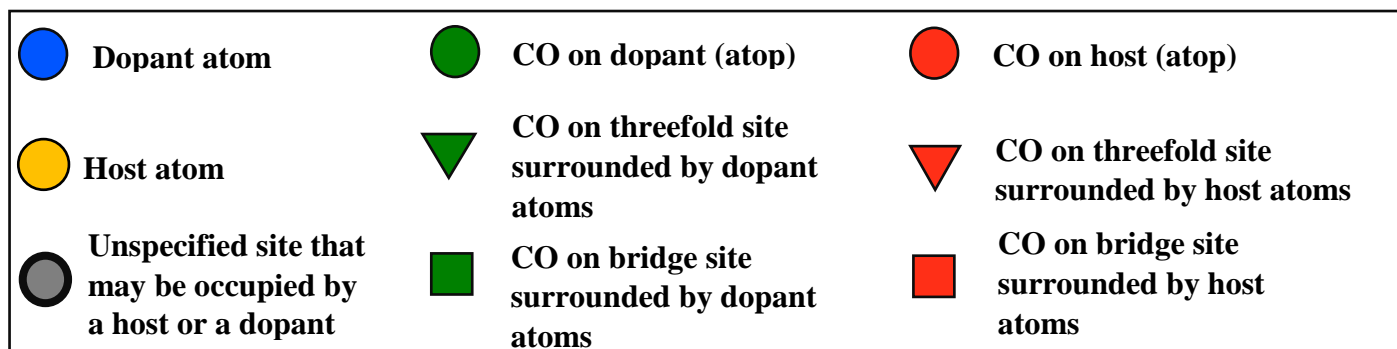 Dopant atom
CO on dopant (atop)
CO on host (atop)
Host atom
CO on threefold site
surrounded by dopant
atoms
CO on threefold site
surrounded by host atoms
Unspecified site that
may be occupied by
a host or a dopant
CO on bridge site
surrounded by dopant
atoms
CO on bridge site
surrounded by host
atoms